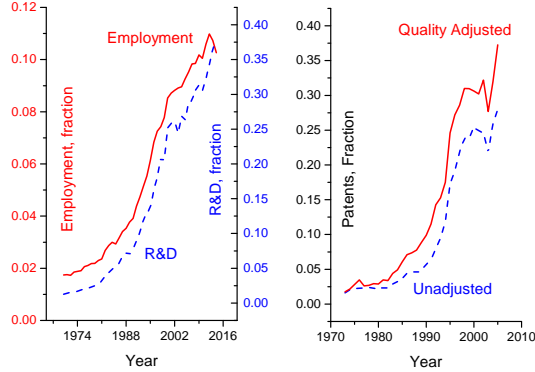 0.12
0.10
0.08
0.06
0.04
0.02
0.00
Employment, fraction
Employment
R&D
1974 1988 2002 2016
Year
0.40
0.35
0.30
0.25
0.20
0.15
0.10
0.05
0.00
R&D, fraction
0.40
0.35
0.30
0.25
0.20
0.15
0.10
0.05
0.00
Patents, Fraction
Quality Adjusted
Unadjusted
1970 1980 1990 2000 2010
Year